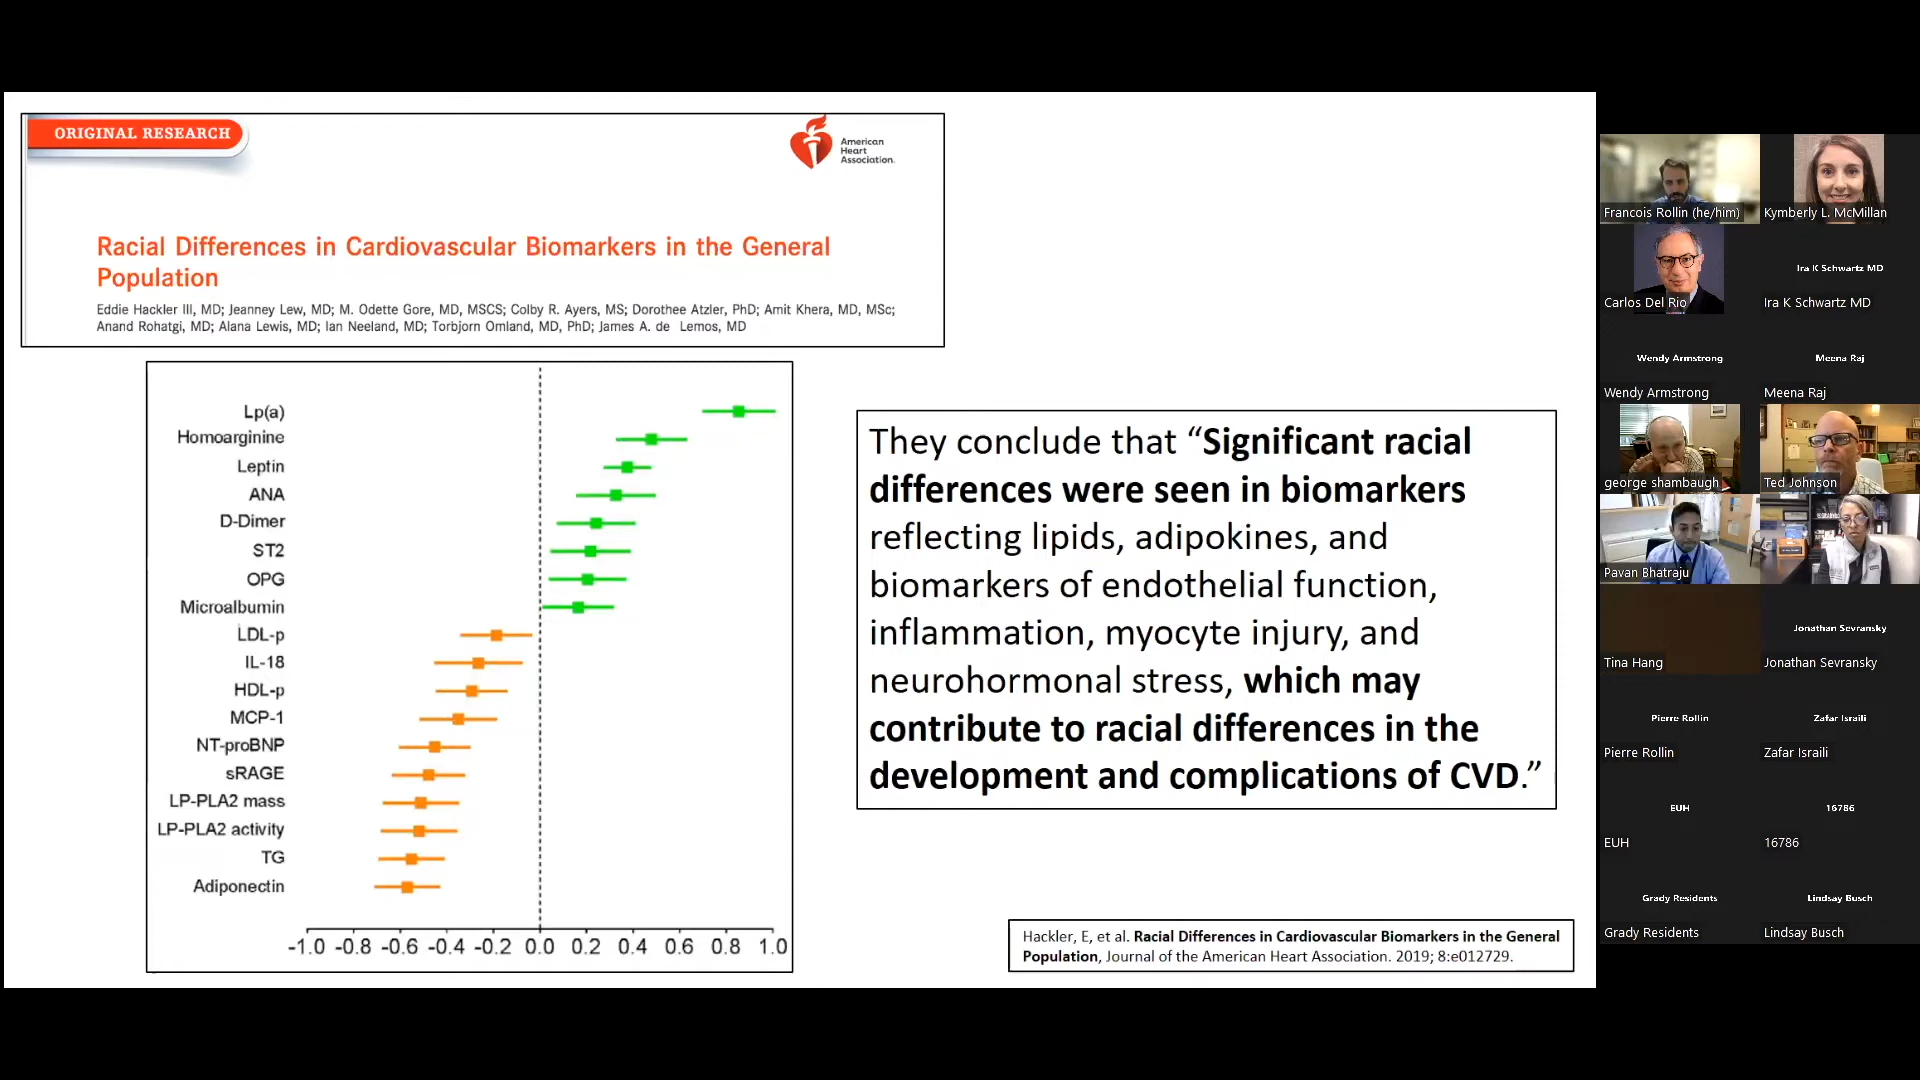 ORIGINAL RESEARCH
American
Heart
Association.
Racial Differences in Cardiovascular Biomarkers in the General
Population
Eddie Hackler III, MD; Jeanney Lew, MD; M. Odette Gore, MD, MSCS; Colby R. Ayers, MS; Dorothee Atzler, PhD; Amit Khera, MD, MSc;
Anand Rohatgi, MD; Alana Lewis, MD; Ian Neeland, MD; Torbjorn Omland, MD, PhD; James A. de Lemos, MD
Lp(a)
Homoarginine
Leptin
ANA
D-Dimer
ST2
OPG
Microalbumin
LDL-p
IL-18
HDL-p
MCP-1
NT-proBNP
sRAGE
LP-PLA2 mass
LP-PLA2 activity
TG
Adiponectin
-1.0 -0.8 -0.6 -0.4 -0.2 0.0 0.2 0.4 0.6 0.8 1.0
They conclude that “Significant racial
differences were seen in biomarkers
reflecting lipids, adipokines, and
biomarkers of endothelial function,
inflammation, myocyte injury, and
neurohormonal stress, which may
contribute to racial differences in the
development and complications of CVD.”
Hackler, E, et al. Racial Differences in Cardiovascular Biomarkers in the General
Population, Journal of the American Heart Association. 2019; 8:e012729.
Francois Rollin (he/him)
Kymberly L. McMillan
Carlos Del Rio
Ira K Schwartz MD
Ira K Schwartz MD
Wendy Armstrong
Meena Raj
Wendy Armstrong
Meena Raj
george shambaugh
Ted Johnson
Pavan Bhatraju
Jonathan Sevransky
Tina Hang
Jonathan Sevransky
Pierre Rollin
Zafar Israili
Pierre Rollin
Zafar Israili
EUH
16786
EUH
16786
Grady Residents
Lindsay Busch
Grady Residents
Lindsay Busch